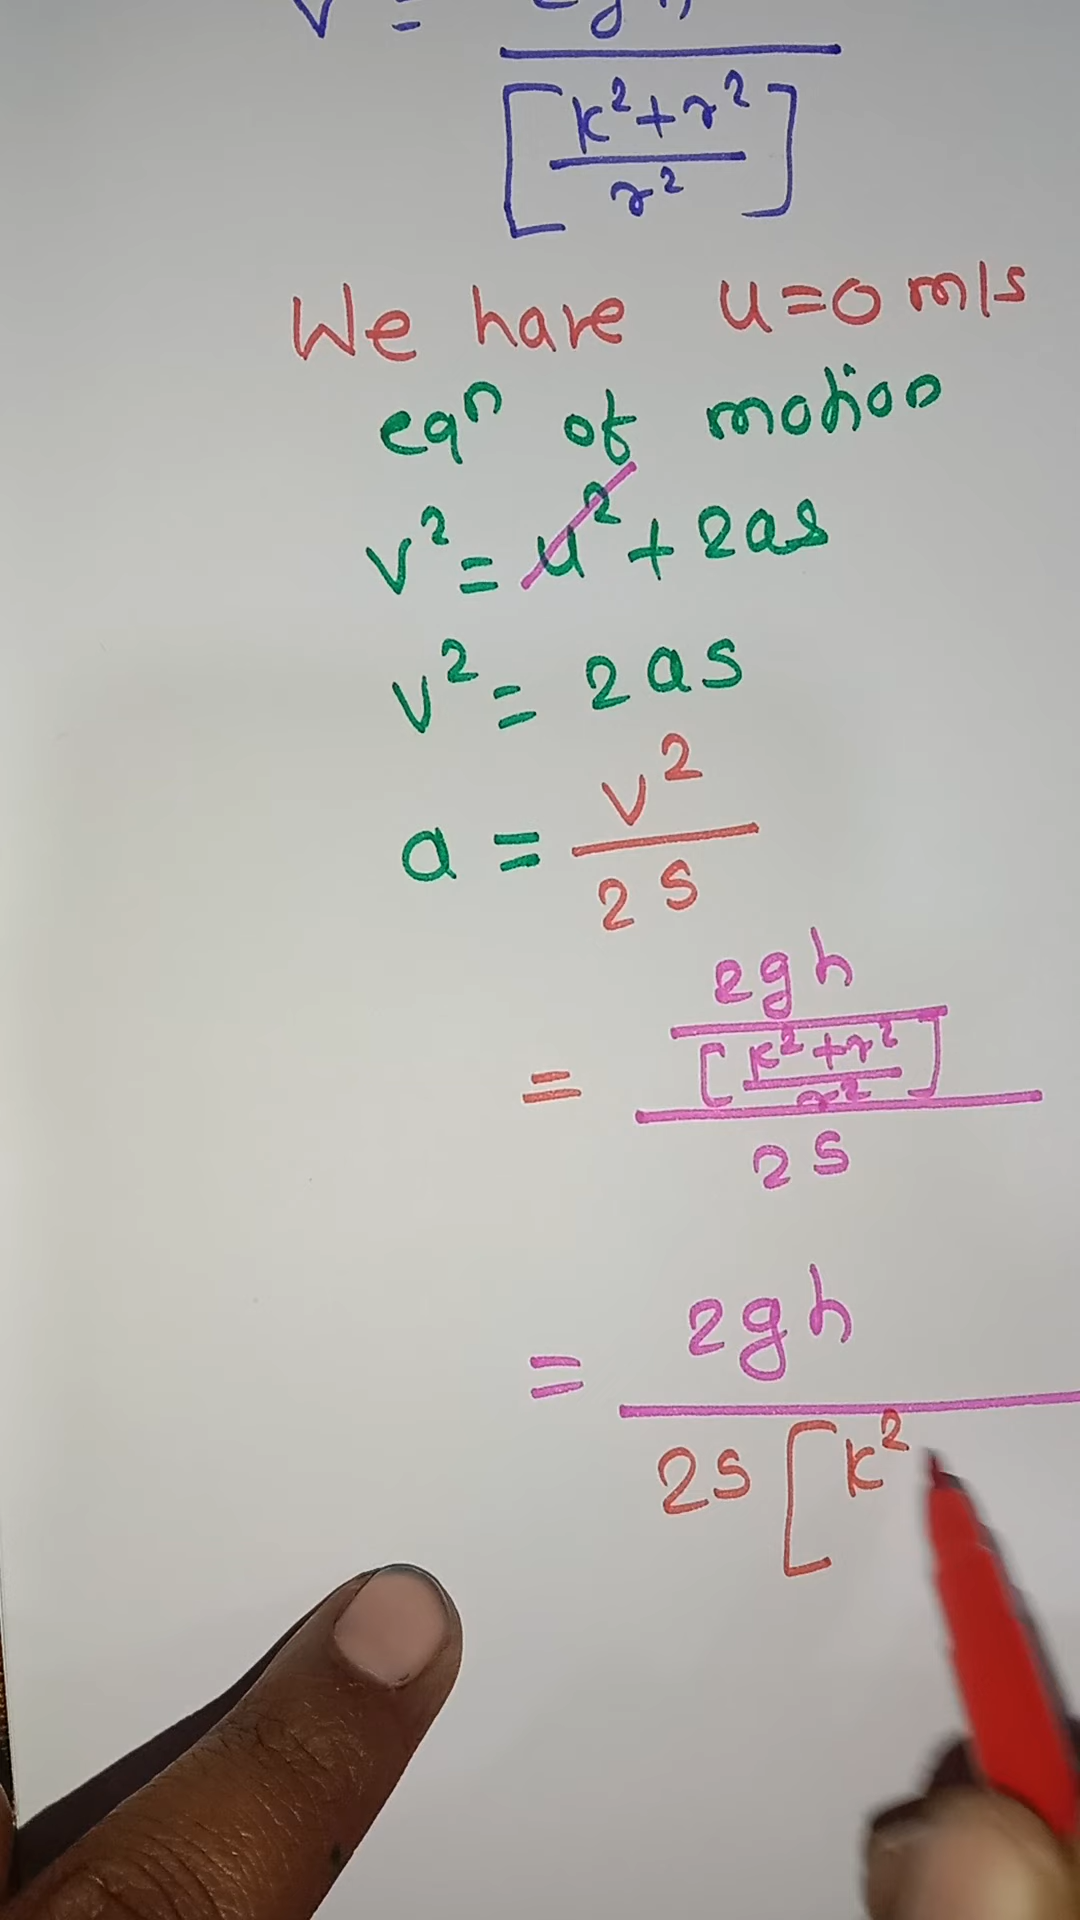 V =
[k²+r²
r²]
We have u=0 m/s
eqⁿ of motion
v² = u² + 2as
v² = 2as
a = v²
2s
2gh
= [k²+r²
r²]
2s
= 2gh
2s [k²